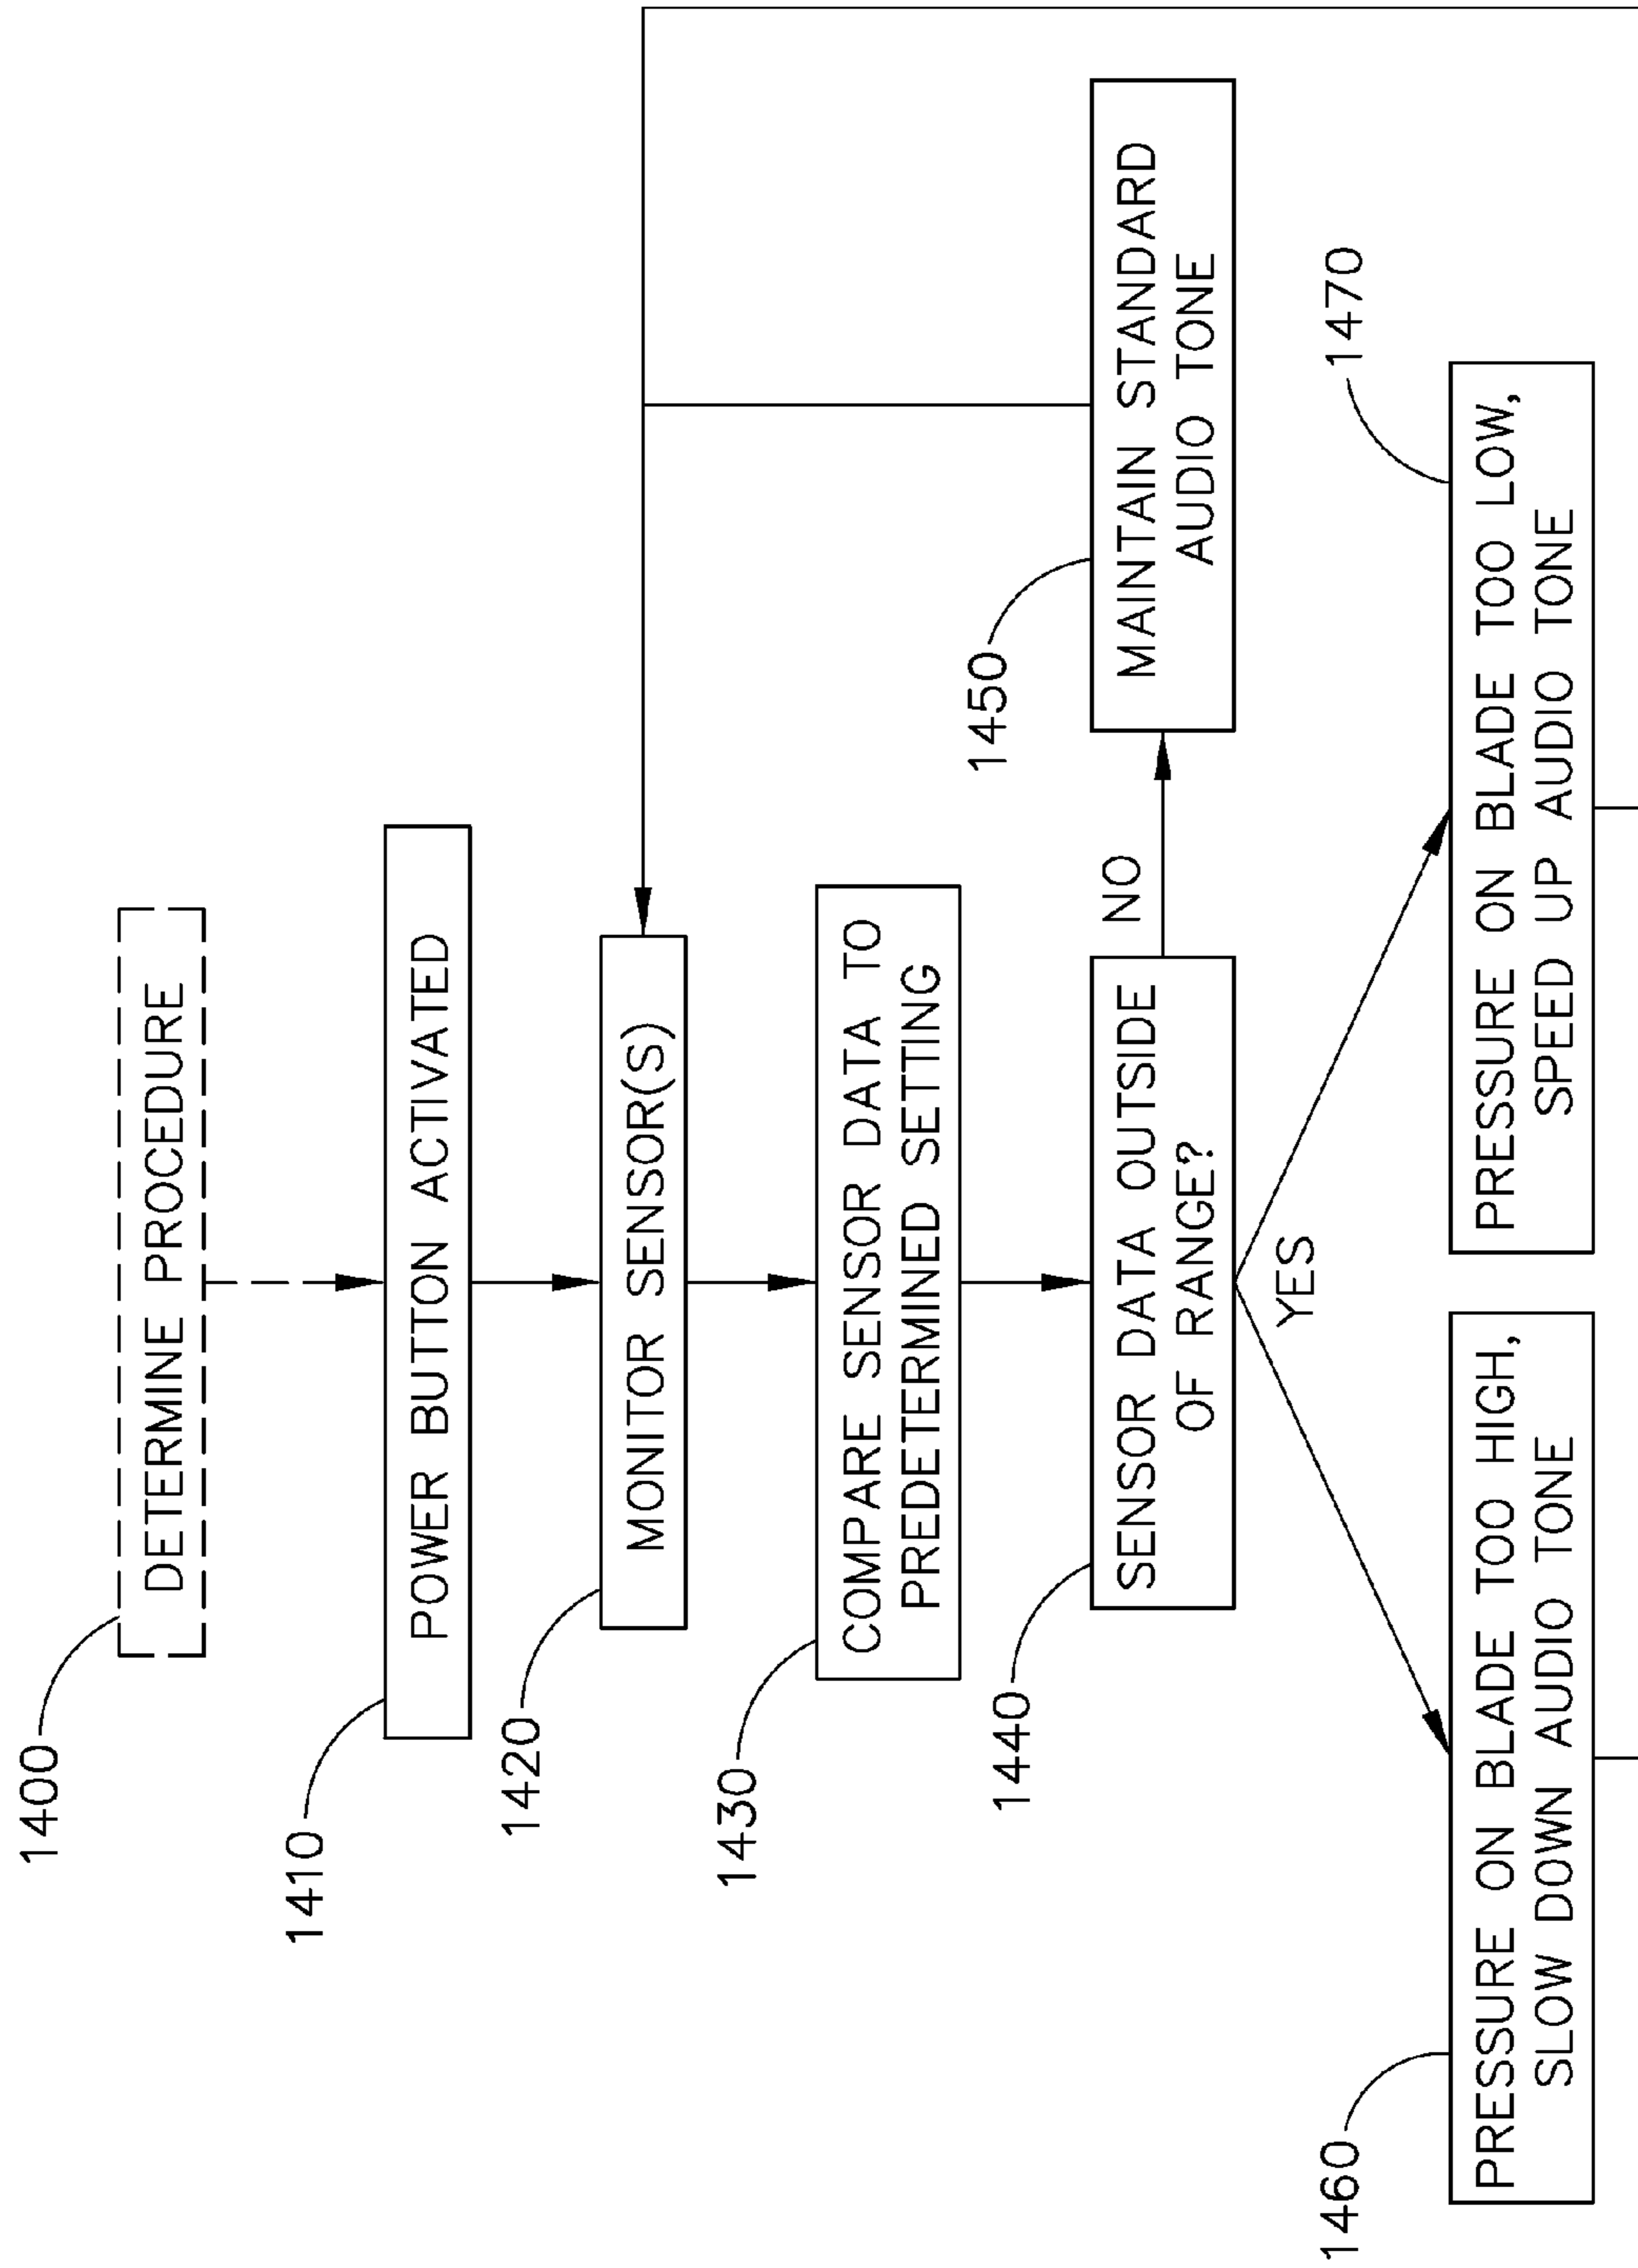 1400
DETERMINE PROCEDURE
1410
POWER BUTTON ACTIVATED
1420
MONITOR SENSOR(S)
1430
COMPARE SENSOR DATA TO
PREDETERMINED SETTING
1440
SENSOR DATA OUTSIDE
OF RANGE?
NO
1450
MAINTAIN STANDARD
AUDIO TONE
YES
1460
PRESSURE ON BLADE TOO HIGH,
SLOW DOWN AUDIO TONE
1470
PRESSURE ON BLADE TOO LOW,
SPEED UP AUDIO TONE